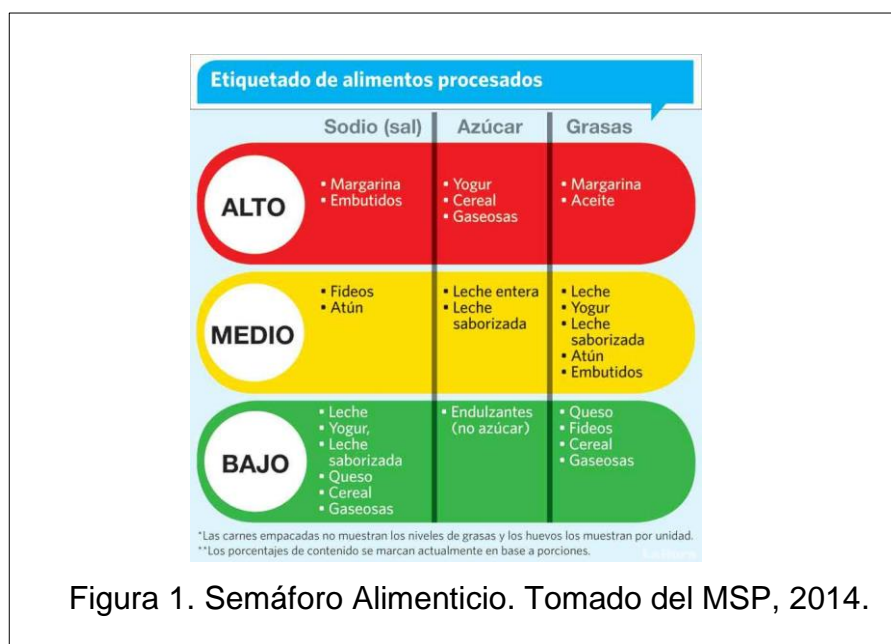 Etiquetado de alimentos procesados
Sodio (sal) Azúcar Grasas
ALTO
▪ Margarina
▪ Embutidos
▪ Yogur
▪ Cereal
▪ Gaseosas
▪ Margarina
▪ Aceite
MEDIO
▪ Fideos
▪ Atún
▪ Leche entera
▪ Leche
saborizada
▪ Leche
▪ Yogur
▪ Leche
saborizada
▪ Atún
▪ Embutidos
BAJO
▪ Leche
▪ Yogur,
▪ Leche
saborizada
▪ Queso
▪ Cereal
▪ Gaseosas
▪ Endulzantes
(no azúcar)
▪ Queso
▪ Fideos
▪ Cereal
▪ Gaseosas
*Las carnes empacadas no muestran los niveles de grasas y los huevos los muestran por unidad.
**Los porcentajes de contenido se marcan actualmente en base a porciones.
Figura 1. Semáforo Alimenticio. Tomado del MSP, 2014.